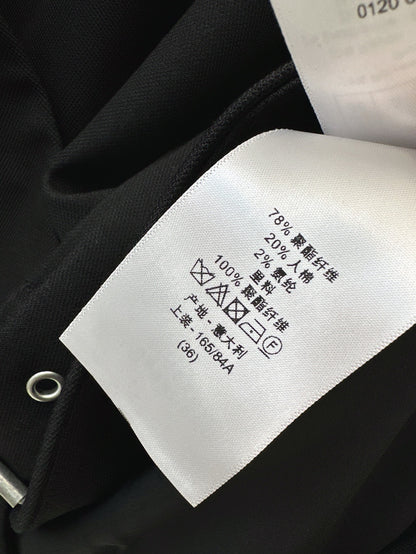 0120
78% 聚酯纤维
20% 人棉
2% 氨纶
里料
100% 聚酯纤维
F
产地 - 意大利
上装 - 165/84A
(36)